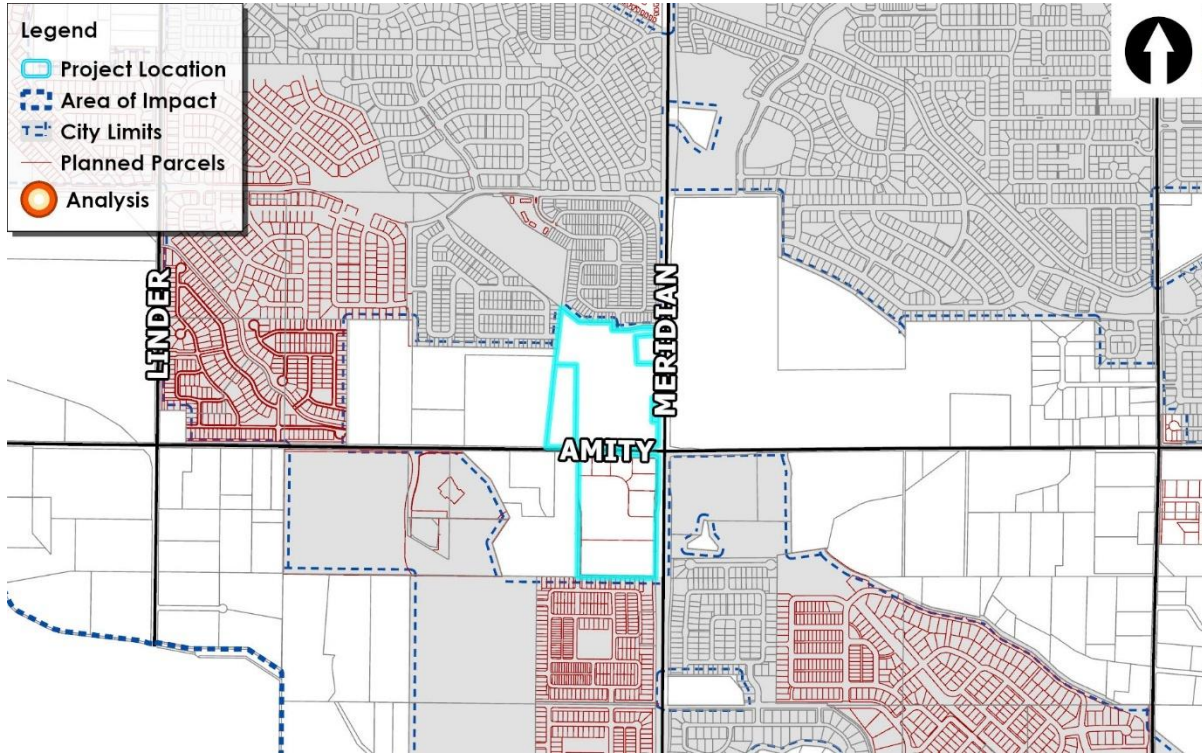 Legend
Project Location
Area of Impact
City Limits
Planned Parcels
Analysis
LINDER
MERIDIAN
AMITY